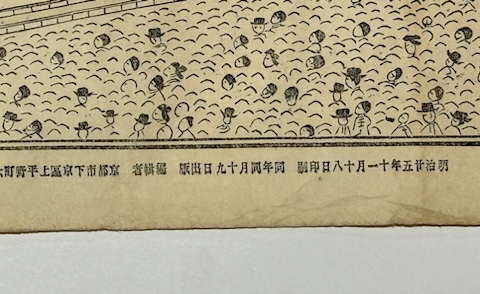 明治廿五年十一月十八日印刷 同年同月十九日出版 編輯者 京都市下京區上平野町